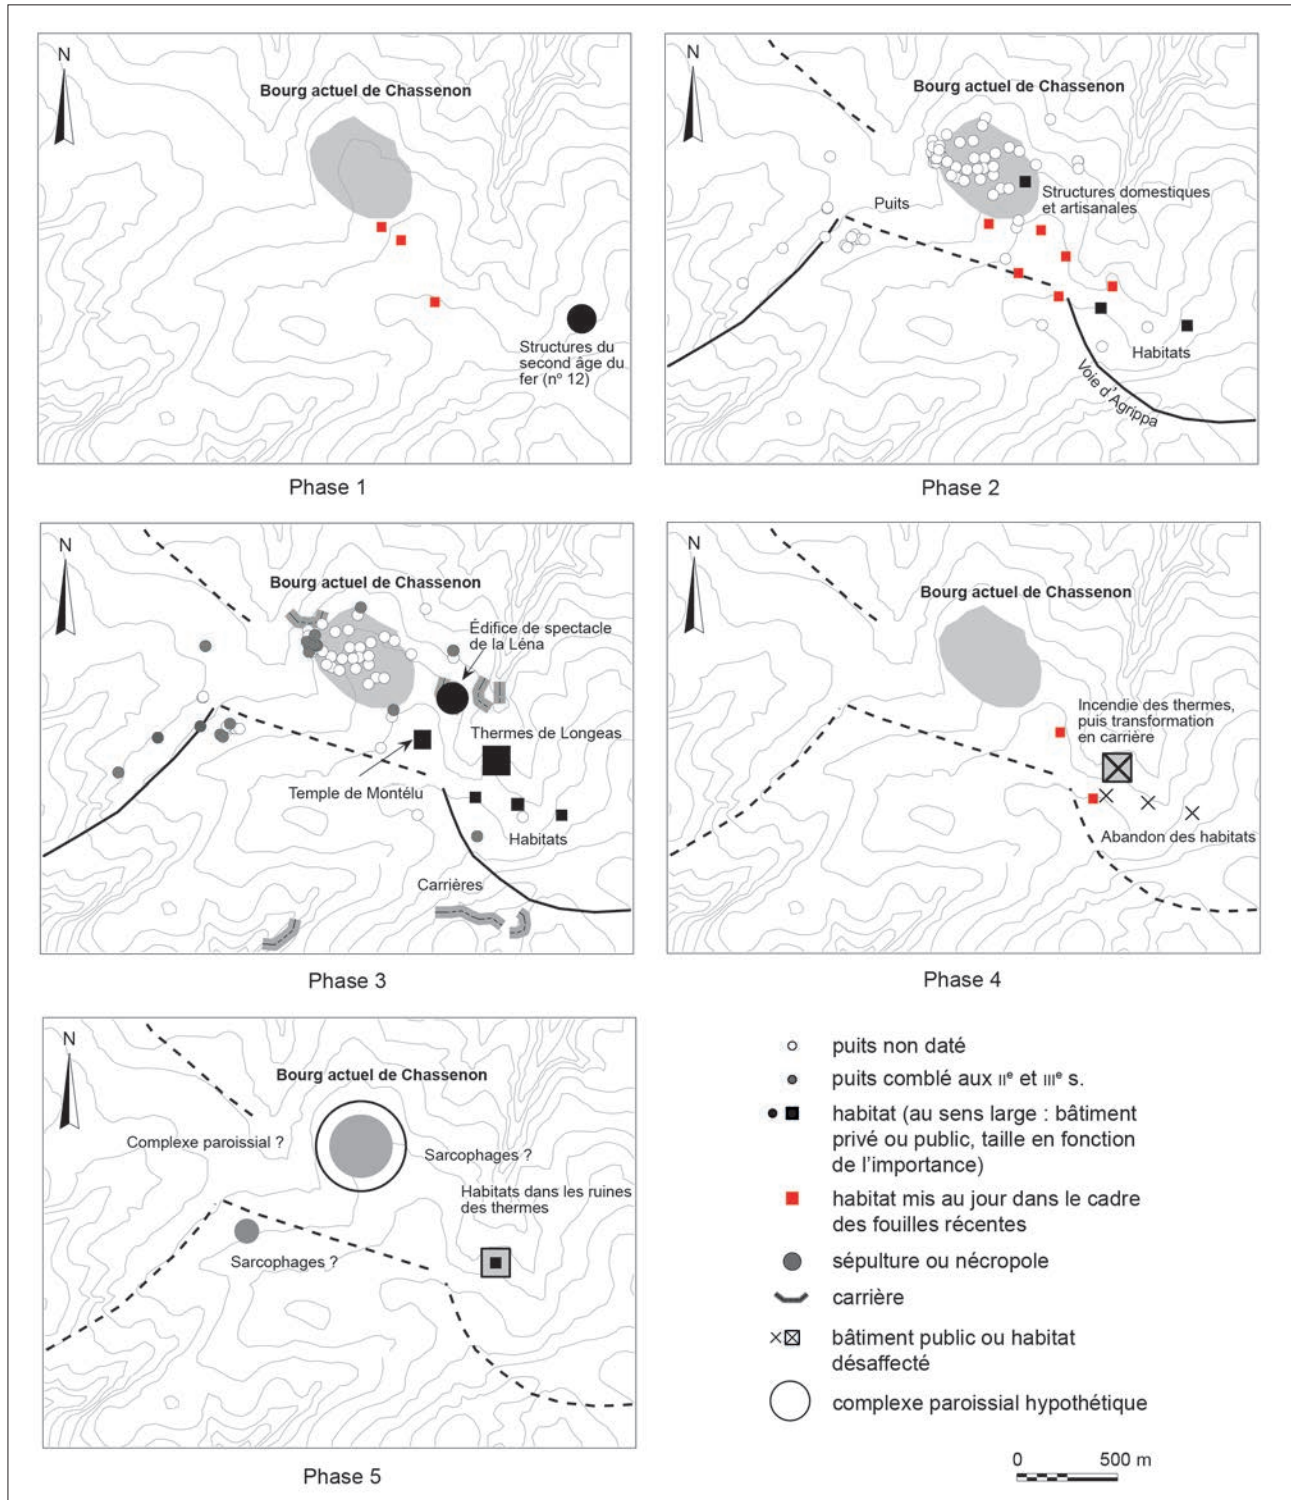 N
Bourg actuel de Chassenon
Structures du
second âge du
fer (nº 12)
Phase 1
N
Bourg actuel de Chassenon
Puits
Structures domestiques
et artisanales
Habitats
Voie d'Agrippa
Phase 2
N
Bourg actuel de Chassenon
Édifice de spectacle
de la Léna
Thermes de Longeas
Temple de Montélu
Habitats
Carrières
Phase 3
N
Bourg actuel de Chassenon
Incendie des thermes,
puis transformation
en carrière
Abandon des habitats
Phase 4
N
Bourg actuel de Chassenon
Complexe paroissial ?
Sarcophages ?
Habitats dans les ruines
des thermes
Sarcophages ?
Phase 5
puits non daté
puits comblé aux IIe et IIIe s.
habitat (au sens large : bâtiment
privé ou public, taille en fonction
de l'importance)
habitat mis au jour dans le cadre
des fouilles récentes
sépulture ou nécropole
carrière
bâtiment public ou habitat
désaffecté
complexe paroissial hypothétique
0 500 m